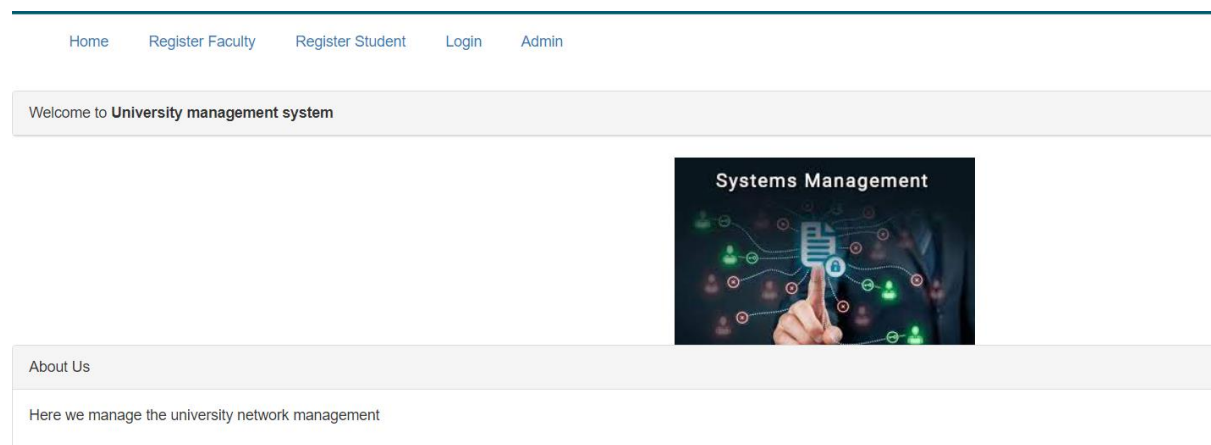 Home Register Faculty Register Student Login Admin
Welcome to University management system
Systems Management
About Us
Here we manage the university network management